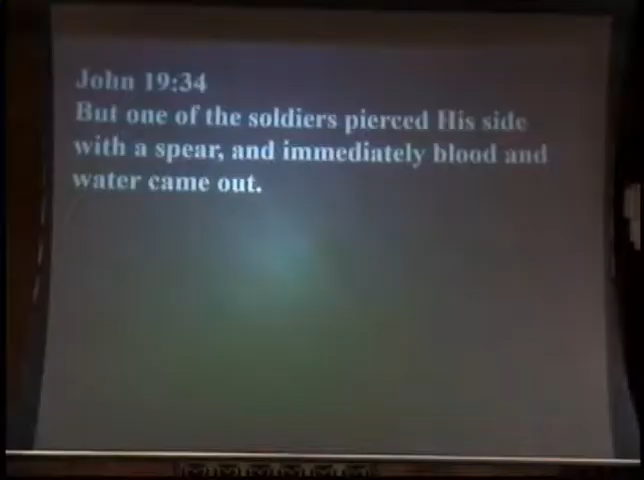 John 19:34
But one of the soldiers pierced His side
with a spear, and immediately blood and
water came out.